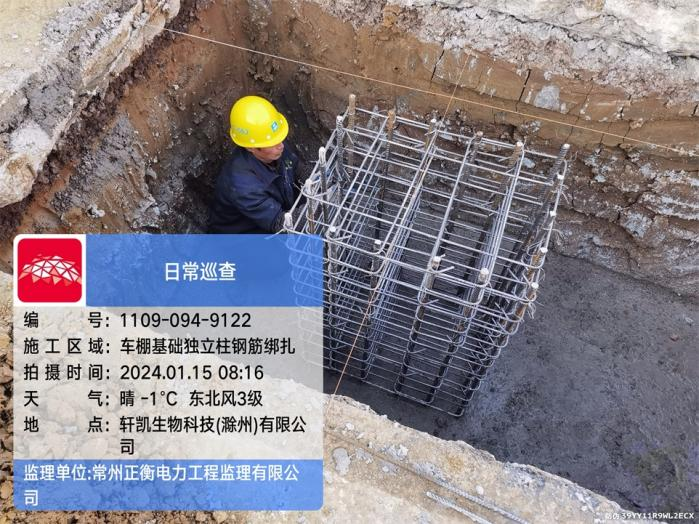 日常巡查
编 号: 1109-094-9122
施工区域: 车棚基础独立柱钢筋绑扎
拍摄时间: 2024.01.15 08:16
天 气: 晴 -1℃ 东北风3级
地 点: 轩凯生物科技(滁州)有限公
司
监理单位:常州正衡电力工程监理有限公
司
防伪 39YY11R9WL2ECX